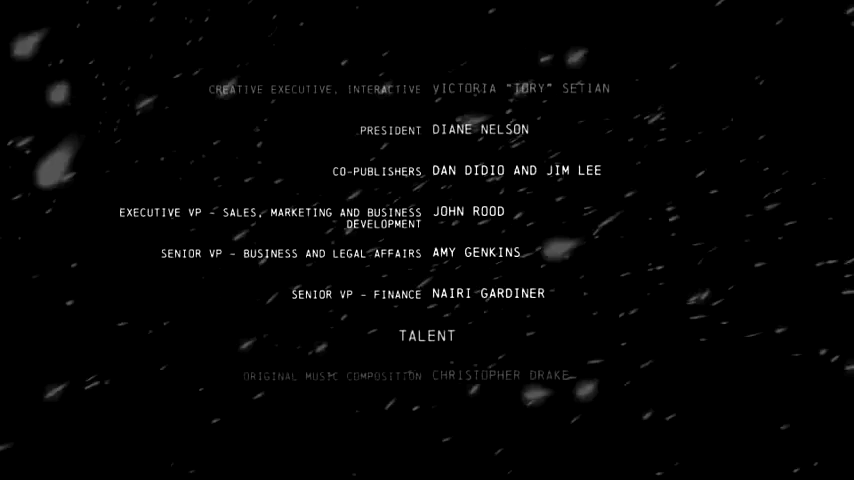 CREATIVE EXECUTIVE, INTERACTIVE VICTORIA "TORY" SETIAN
PRESIDENT DIANE NELSON
CO-PUBLISHERS DAN DIDIO AND JIM LEE
EXECUTIVE VP - SALES, MARKETING AND BUSINESS JOHN ROOD
DEVELOPMENT
SENIOR VP - BUSINESS AND LEGAL AFFAIRS AMY GENKINS
SENIOR VP - FINANCE NAIRI GARDINER
TALENT
ORIGINAL MUSIC COMPOSITION CHRISTOPHER DRAKE